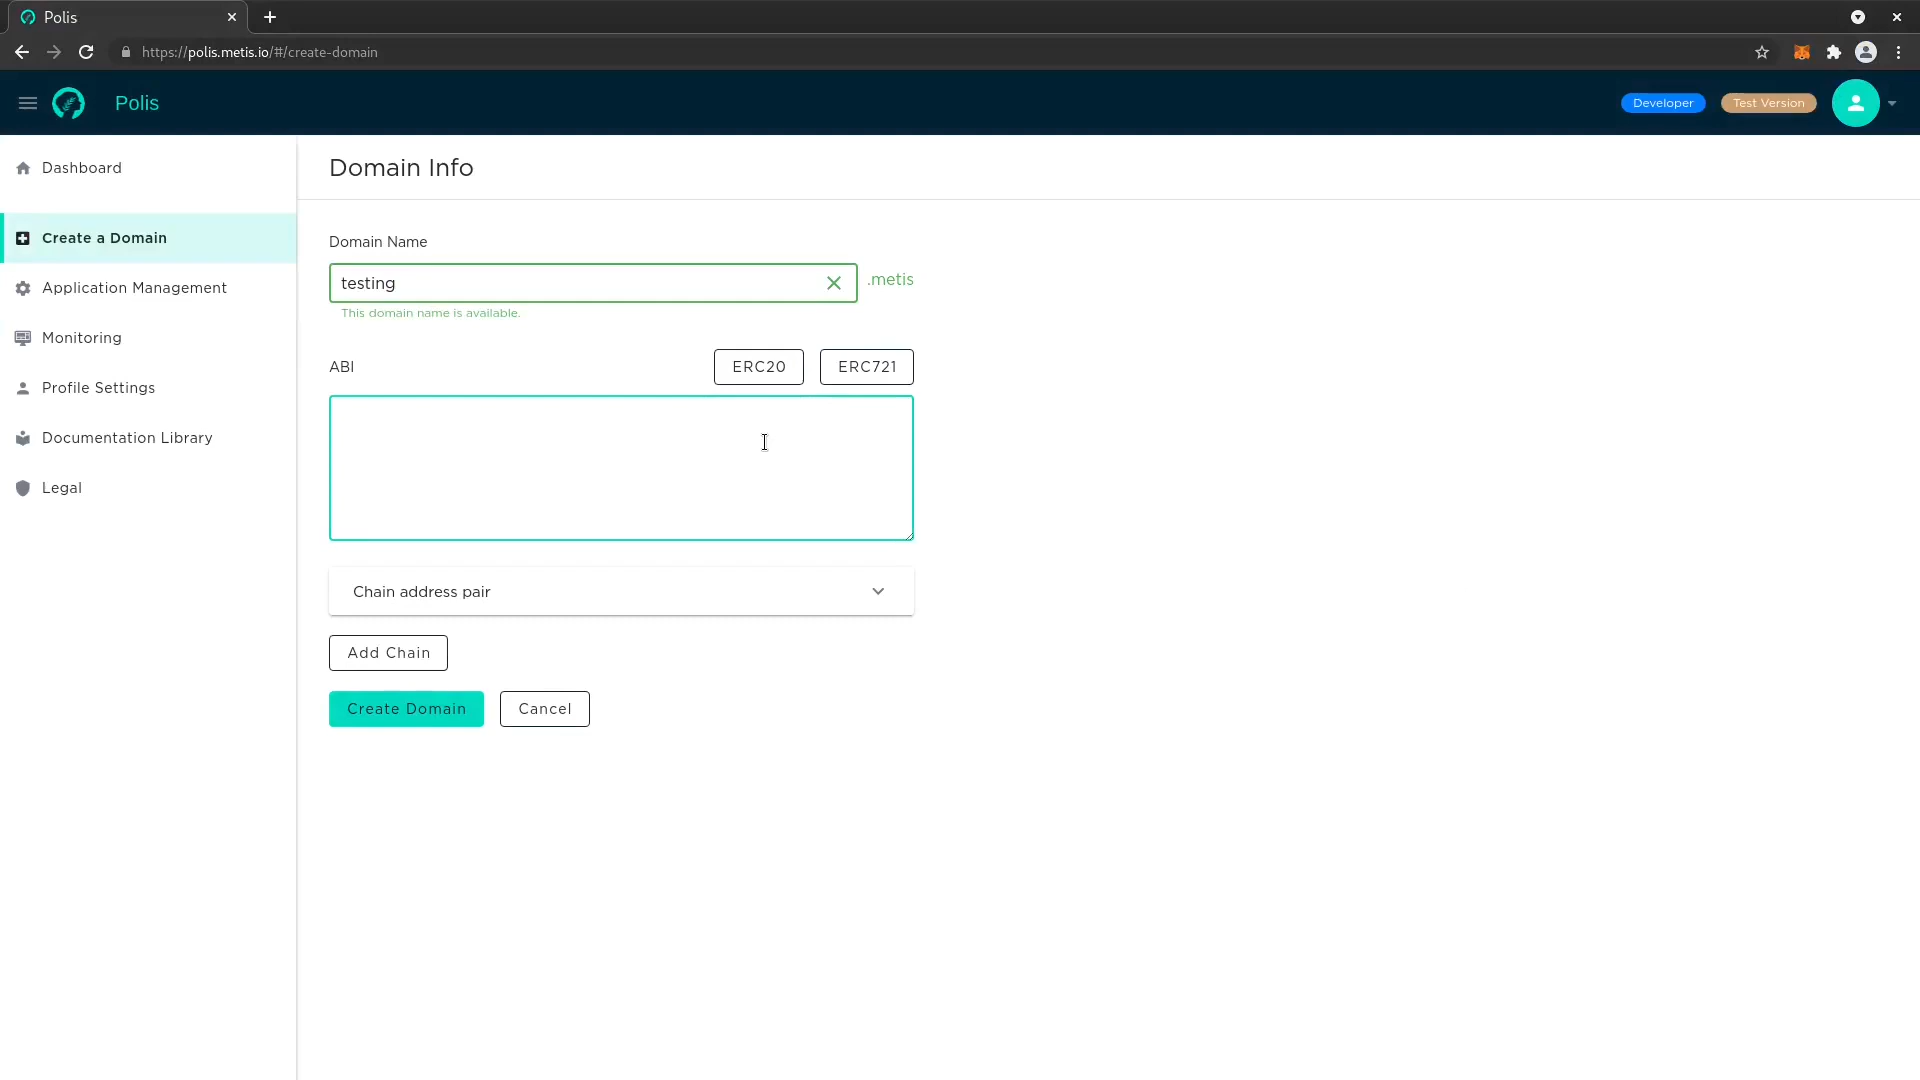 Polis
https://polis.metis.io/#/create-domain
Polis
Developer
Test Version
Dashboard
Create a Domain
Application Management
Monitoring
Profile Settings
Documentation Library
Legal
Domain Info
Domain Name
testing
.metis
This domain name is available.
ABI
ERC20
ERC721
Chain address pair
Add Chain
Create Domain
Cancel